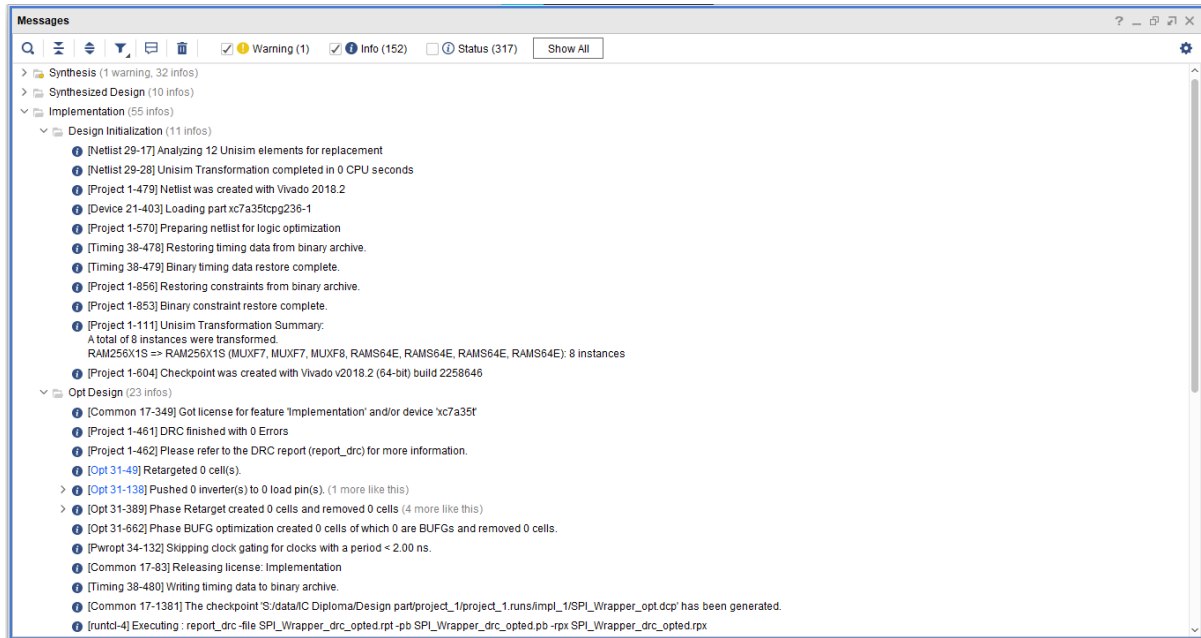 Messages
Warning (1) Info (152) Status (317) Show All
Synthesis (1 warning, 32 infos)
Synthesized Design (10 infos)
Implementation (55 infos)
Design Initialization (11 infos)
[Netlist 29-17] Analyzing 12 Unisim elements for replacement
[Netlist 29-28] Unisim Transformation completed in 0 CPU seconds
[Project 1-479] Netlist was created with Vivado 2018.2
[Device 21-403] Loading part xc7a35tcpg236-1
[Project 1-570] Preparing netlist for logic optimization
[Timing 38-478] Restoring timing data from binary archive.
[Timing 38-479] Binary timing data restore complete.
[Project 1-856] Restoring constraints from binary archive.
[Project 1-853] Binary constraint restore complete.
[Project 1-111] Unisim Transformation Summary:
A total of 8 instances were transformed.
RAM256X1S => RAM256X1S (MUXF7, MUXF7, MUXF8, RAMS64E, RAMS64E, RAMS64E, RAMS64E): 8 instances
[Project 1-604] Checkpoint was created with Vivado v2018.2 (64-bit) build 2258646
Opt Design (23 infos)
[Common 17-349] Got license for feature 'Implementation' and/or device 'xc7a35t'
[Project 1-461] DRC finished with 0 Errors
[Project 1-462] Please refer to the DRC report (report_drc) for more information.
[Opt 31-49] Retargeted 0 cell(s).
[Opt 31-138] Pushed 0 inverter(s) to 0 load pin(s). (1 more like this)
[Opt 31-389] Phase Retarget created 0 cells and removed 0 cells (4 more like this)
[Opt 31-662] Phase BUFG optimization created 0 cells of which 0 are BUFGs and removed 0 cells.
[Pwropt 34-132] Skipping clock gating for clocks with a period < 2.00 ns.
[Common 17-83] Releasing license: Implementation
[Timing 38-480] Writing timing data to binary archive.
[Common 17-1381] The checkpoint 'S:/data/IC Diploma/Design part/project_1/project_1.runs/impl_1/SPI_Wrapper_opt.dcp' has been generated.
[runtcl-4] Executing : report_drc -file SPI_Wrapper_drc_opted.rpt -pb SPI_Wrapper_drc_opted.pb -rpx SPI_Wrapper_drc_opted.rpx